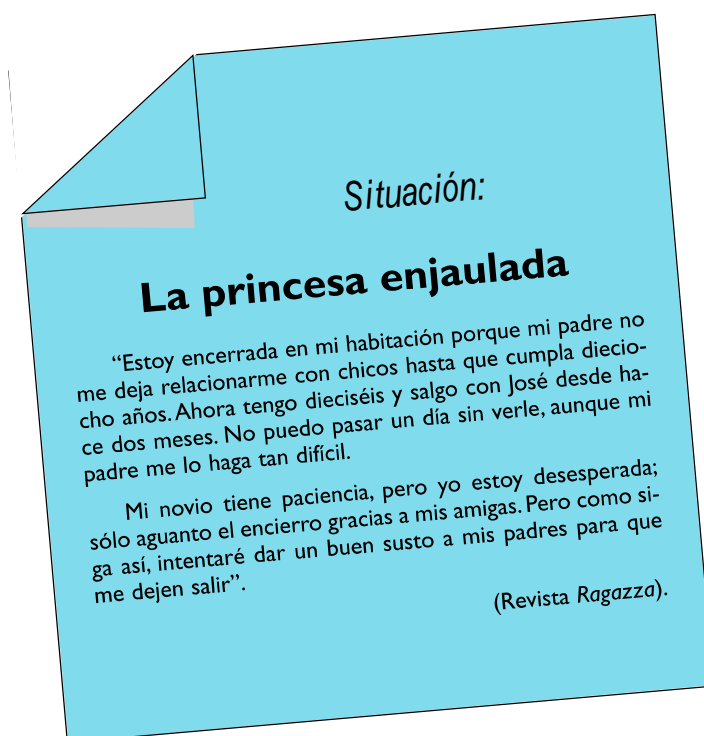 Situación:
La princesa enjaulada
“Estoy encerrada en mi habitación porque mi padre no
me deja relacionarme con chicos hasta que cumpla diecio-
cho años. Ahora tengo dieciséis y salgo con José desde ha-
ce dos meses. No puedo pasar un día sin verle, aunque mi
padre me lo haga tan difícil.
Mi novio tiene paciencia, pero yo estoy desesperada;
sólo aguanto el encierro gracias a mis amigas. Pero como si-
ga así, intentaré dar un buen susto a mis padres para que
me dejen salir”.
(Revista Ragazza).